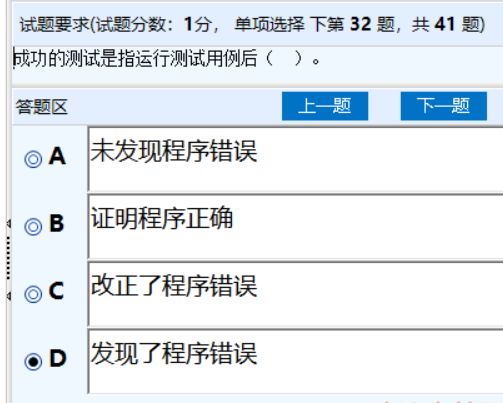 试题要求(试题分数：1分， 单项选择 下第 32 题，共 41 题)
成功的测试是指运行测试用例后（　）。
答题区 上一题 下一题
A 未发现程序错误
B 证明程序正确
C 改正了程序错误
D 发现了程序错误